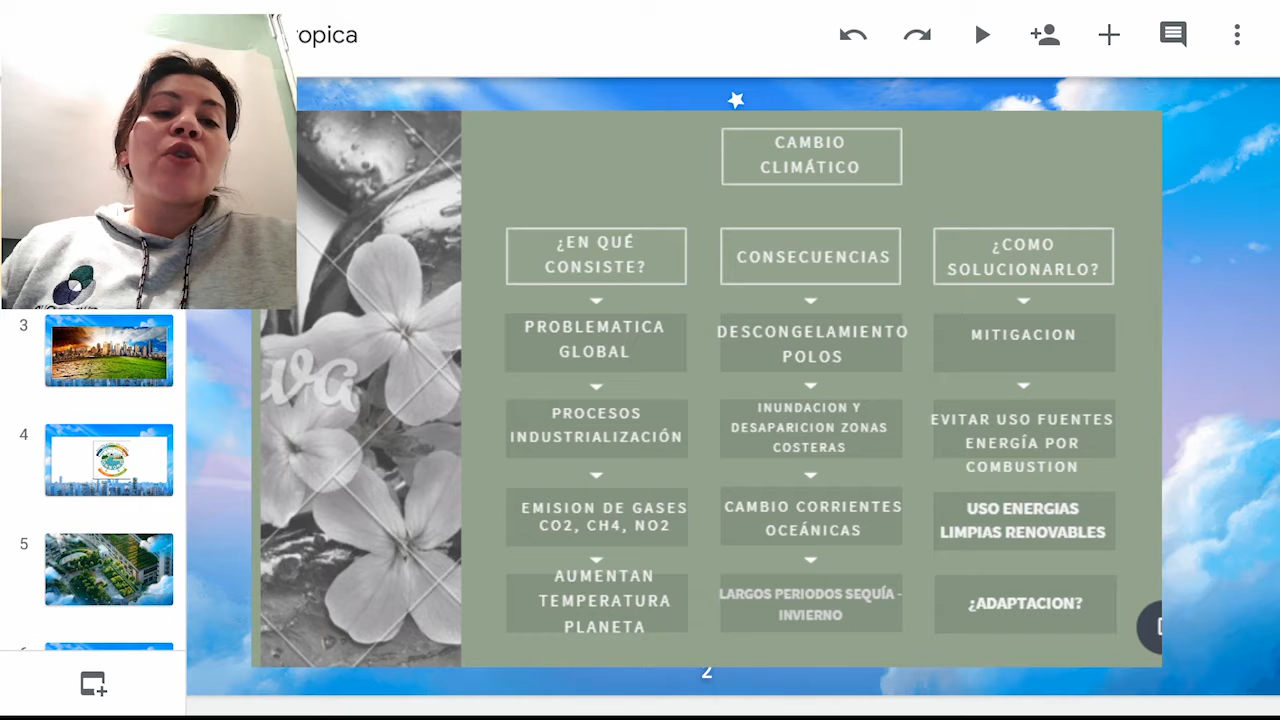 ropica
CAMBIO
CLIMÁTICO
¿EN QUÉ
CONSISTE?
PROBLEMATICA
GLOBAL
PROCESOS
INDUSTRIALIZACIÓN
EMISION DE GASES
CO2, CH4, NO2
AUMENTAN
TEMPERATURA
PLANETA
CONSECUENCIAS
DESCONGELAMIENTO
POLOS
INUNDACION Y
DESAPARICION ZONAS
COSTERAS
CAMBIO CORRIENTES
OCEÁNICAS
LARGOS PERIODOS SEQUÍA -
INVIERNO
¿COMO
SOLUCIONARLO?
MITIGACION
EVITAR USO FUENTES
ENERGÍA POR
COMBUSTION
USO ENERGIAS
LIMPIAS RENOVABLES
¿ADAPTACION?
va
3
4
5
2